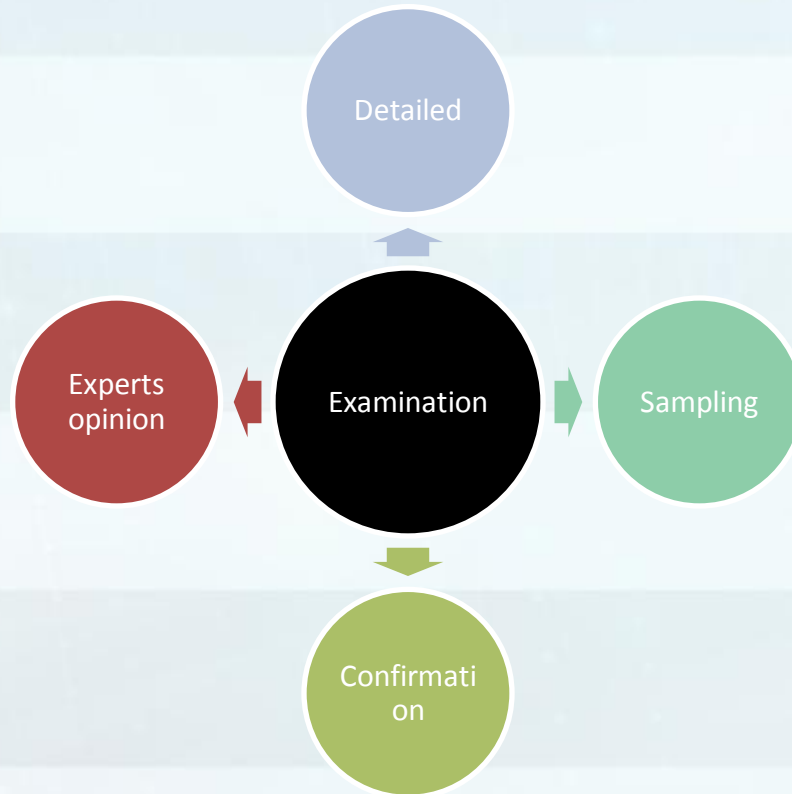 Detailed
Experts
opinion
Examination
Sampling
Confirmati
on